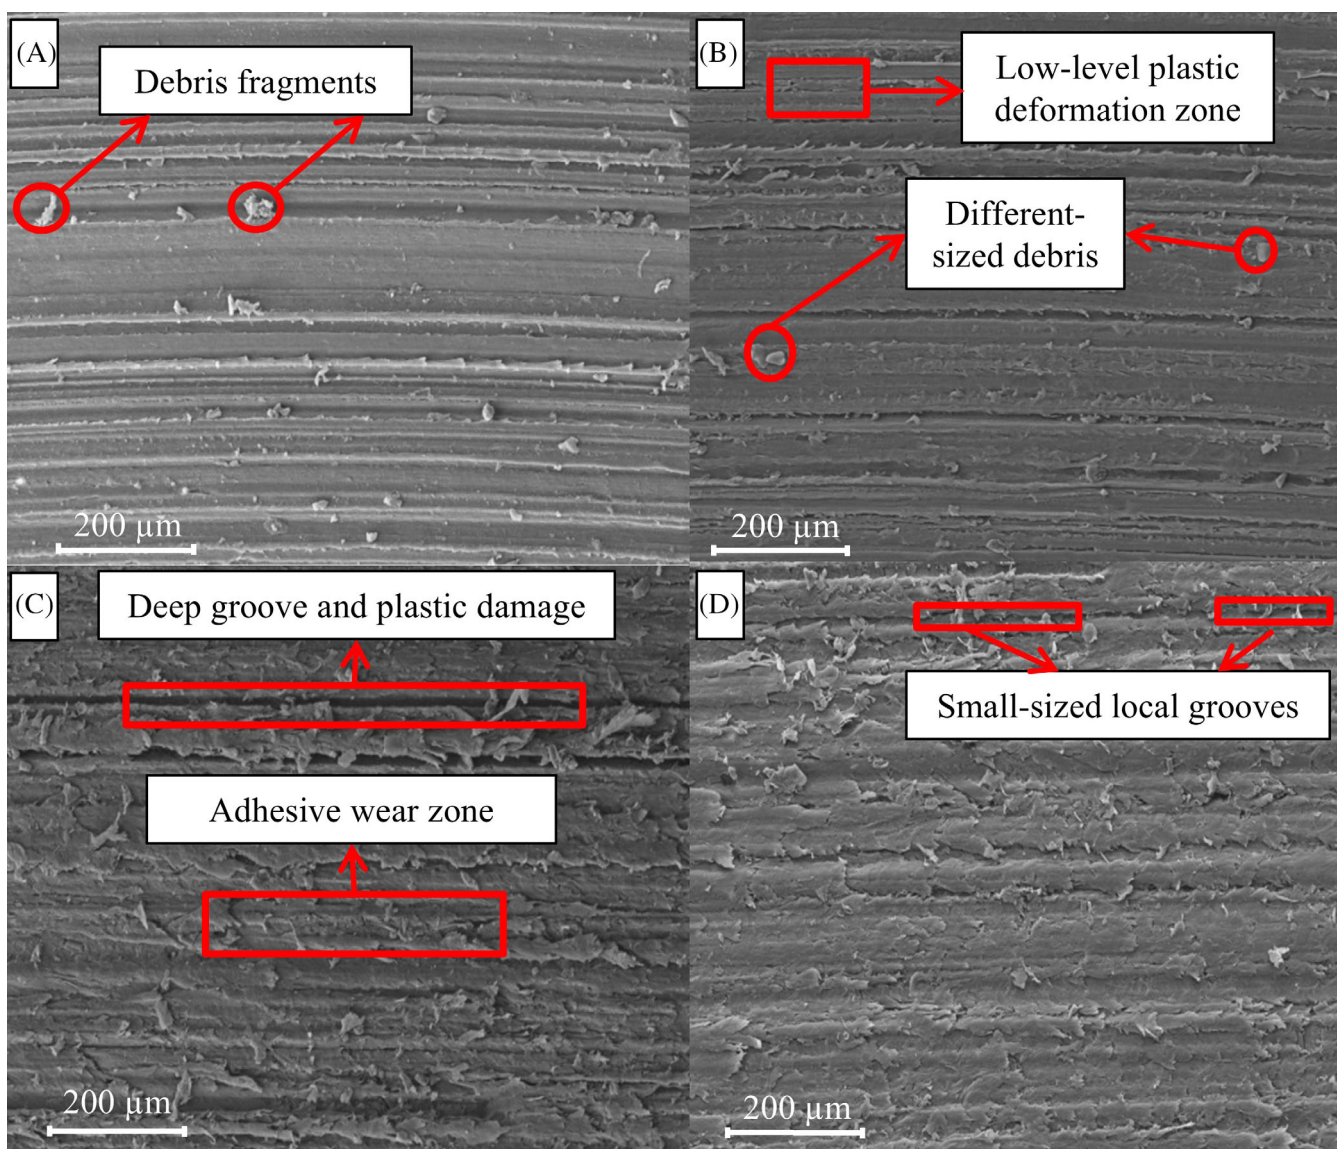 (A)
Debris fragments
200 µm
(B)
Low-level plastic
deformation zone
Different-
sized debris
200 µm
(C)
Deep groove and plastic damage
Adhesive wear zone
200 µm
(D)
Small-sized local grooves
200 µm